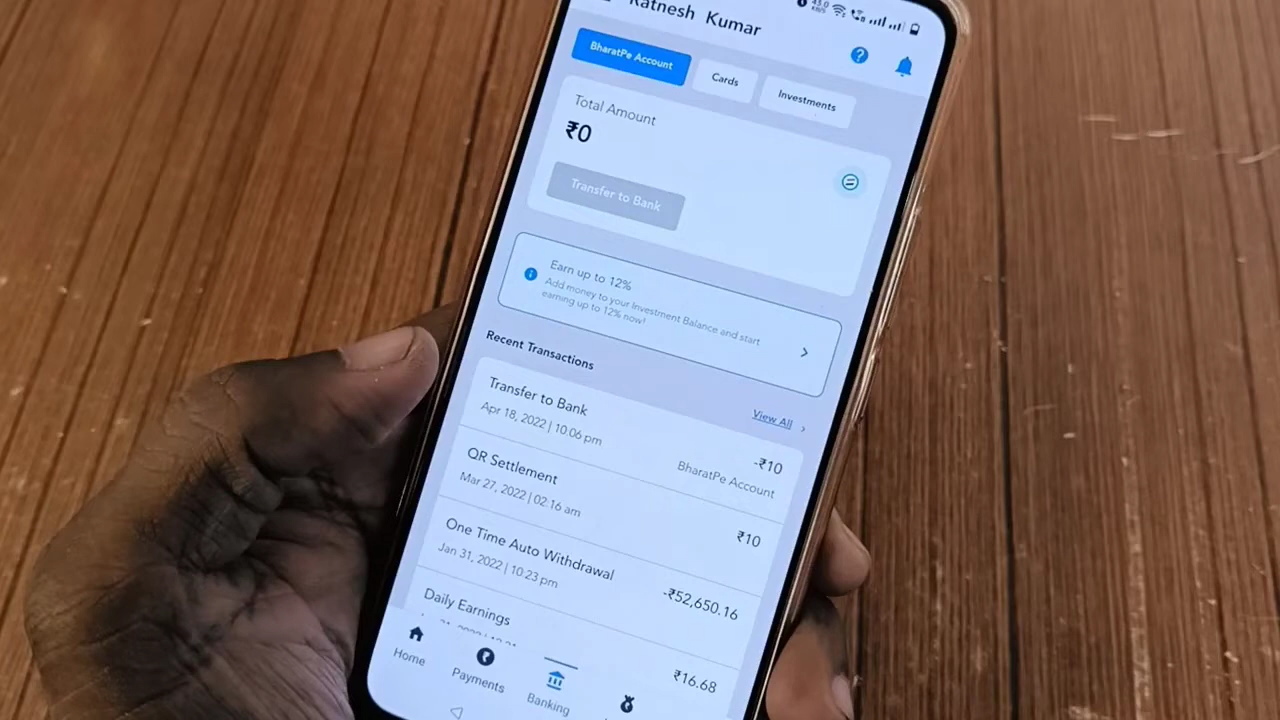 Ratnesh Kumar
43.0
KB/S
BharatPe Account
Cards
Investments
Total Amount
₹0
Transfer to Bank
Earn up to 12%
Add money to your Investment Balance and start
earning up to 12% now!
Recent Transactions
View All
Transfer to Bank
Apr 18, 2022 | 10:06 pm
-₹10
BharatPe Account
QR Settlement
Mar 27, 2022 | 02:16 am
₹10
One Time Auto Withdrawal
Jan 31, 2022 | 10:23 pm
-₹52,650.16
Daily Earnings
₹16.68
Home
Payments
Banking